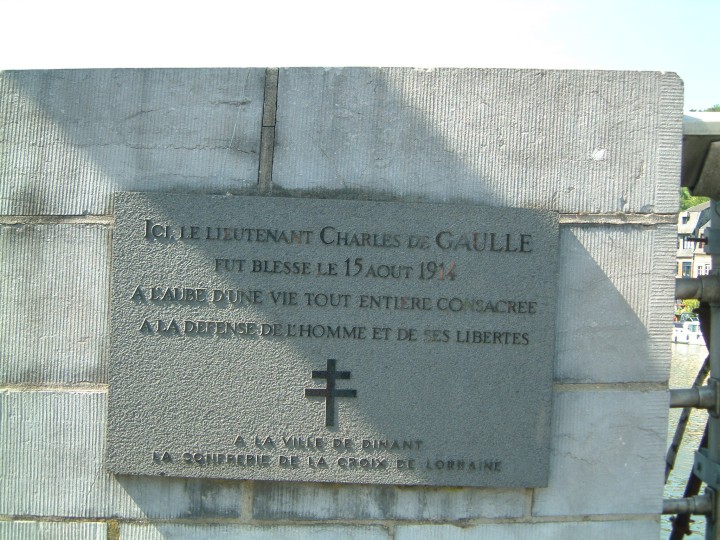 ICI, LE LIEUTENANT CHARLES DE GAULLE
FUT BLESSE LE 15 AOUT 1914
A L'AUBE D'UNE VIE TOUT ENTIERE CONSACREE
A LA DEFENSE DE L'HOMME ET DE SES LIBERTES
A LA VILLE DE DINANT
LA CONFRERIE DE LA CROIX DE LORRAINE